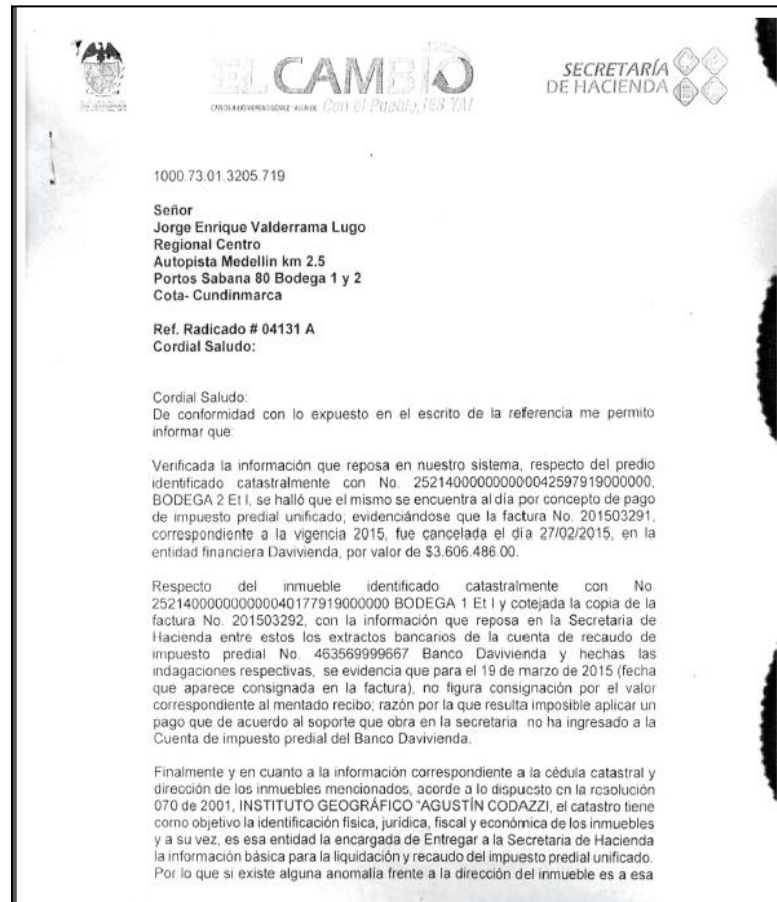 EL CAMBIO
CARLOS JULIO MORENO GÓMEZ - ALCALDE Con el Pueblo, ¡ES YA!
SECRETARÍA
DE HACIENDA
1000.73.01.3205.719
Señor
Jorge Enrique Valderrama Lugo
Regional Centro
Autopista Medellin km 2.5
Portos Sabana 80 Bodega 1 y 2
Cota- Cundinmarca
Ref. Radicado # 04131 A
Cordial Saludo:
Cordial Saludo:
De conformidad con lo expuesto en el escrito de la referencia me permito
informar que:
Verificada la información que reposa en nuestro sistema, respecto del predio
identificado catastralmente con No. 252140000000000042597919000000,
BODEGA 2 Et I, se halló que el mismo se encuentra al día por concepto de pago
de impuesto predial unificado; evidenciándose que la factura No. 201503291,
correspondiente a la vigencia 2015, fue cancelada el día 27/02/2015, en la
entidad financiera Davivienda, por valor de $3.606.486.00.
Respecto del inmueble identificado catastralmente con No
252140000000000040177919000000 BODEGA 1 Et I y cotejada la copia de la
factura No. 201503292, con la información que reposa en la Secretaria de
Hacienda entre estos los extractos bancarios de la cuenta de recaudo de
impuesto predial No. 463569999667 Banco Davivienda y hechas las
indagaciones respectivas, se evidencia que para el 19 de marzo de 2015 (fecha
que aparece consignada en la factura), no figura consignación por el valor
correspondiente al mentado recibo; razón por la que resulta imposible aplicar un
pago que de acuerdo al soporte que obra en la secretaria no ha ingresado a la
Cuenta de impuesto predial del Banco Davivienda.
Finalmente y en cuanto a la información correspondiente a la cédula catastral y
dirección de los inmuebles mencionados, acorde a lo dispuesto en la resolución
070 de 2001, INSTITUTO GEOGRÁFICO "AGUSTÍN CODAZZI, el catastro tiene
como objetivo la identificación física, jurídica, fiscal y económica de los inmuebles
y a su vez, es esa entidad la encargada de Entregar a la Secretaria de Hacienda
la información básica para la liquidación y recaudo del impuesto predial unificado.
Por lo que si existe alguna anomalía frente a la dirección del inmueble es a esa